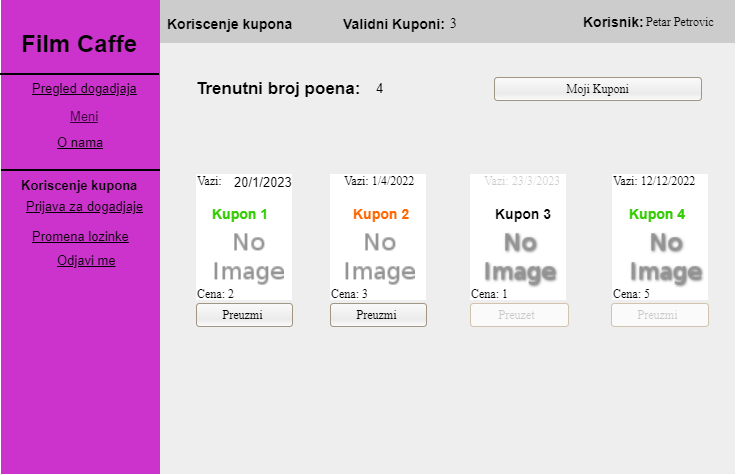 Film Caffe
Pregled dogadjaja
Meni
O nama
Koriscenje kupona
Prijava za dogadjaje
Promena lozinke
Odjavi me
Koriscenje kupona
Validni Kuponi: 3
Korisnik: Petar Petrovic
Trenutni broj poena: 4
Moji Kuponi
Vazi: 20/1/2023
Kupon 1
No
Image
Cena: 2
Preuzmi
Vazi: 1/4/2022
Kupon 2
No
Image
Cena: 3
Preuzmi
Vazi: 23/3/2023
Kupon 3
No
Image
Cena: 1
Preuzet
Vazi: 12/12/2022
Kupon 4
No
Image
Cena: 5
Preuzmi